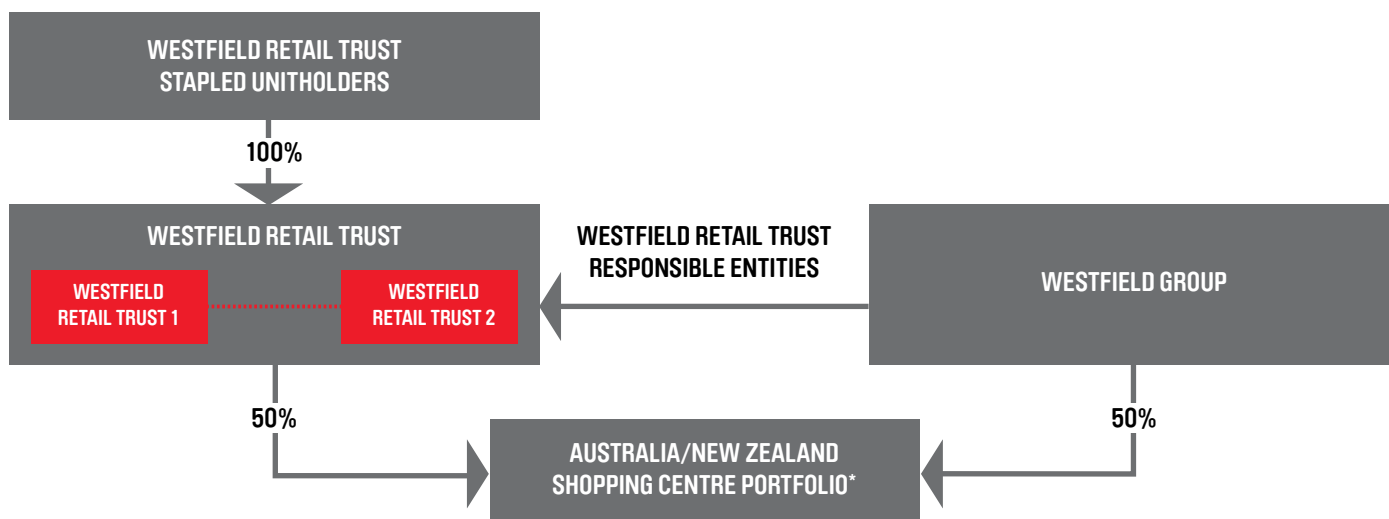 WESTFIELD RETAIL TRUST
STAPLED UNITHOLDERS
100%
WESTFIELD RETAIL TRUST
WESTFIELD
RETAIL TRUST 1
WESTFIELD
RETAIL TRUST 2
WESTFIELD RETAIL TRUST
RESPONSIBLE ENTITIES
WESTFIELD GROUP
50%
50%
AUSTRALIA/NEW ZEALAND
SHOPPING CENTRE PORTFOLIO*